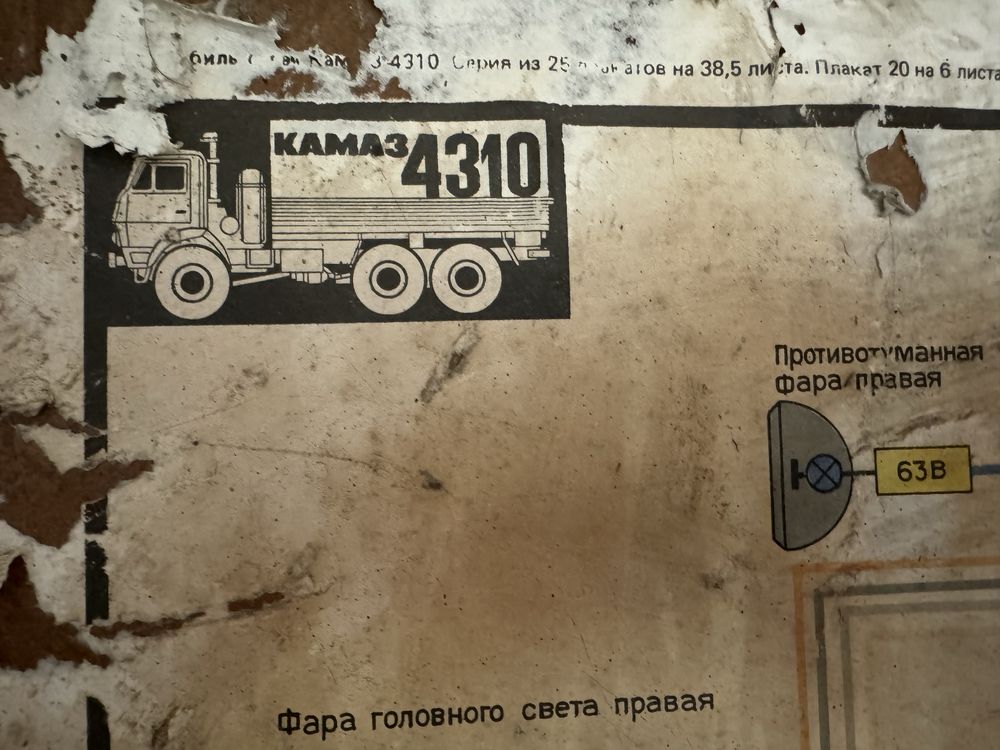 4310 Серия из 25 на 38,5 листа. Плакат 20 на 6 листа
КАМАЗ 4310
Противотуманная
фара правая
63В
Фара головного света правая